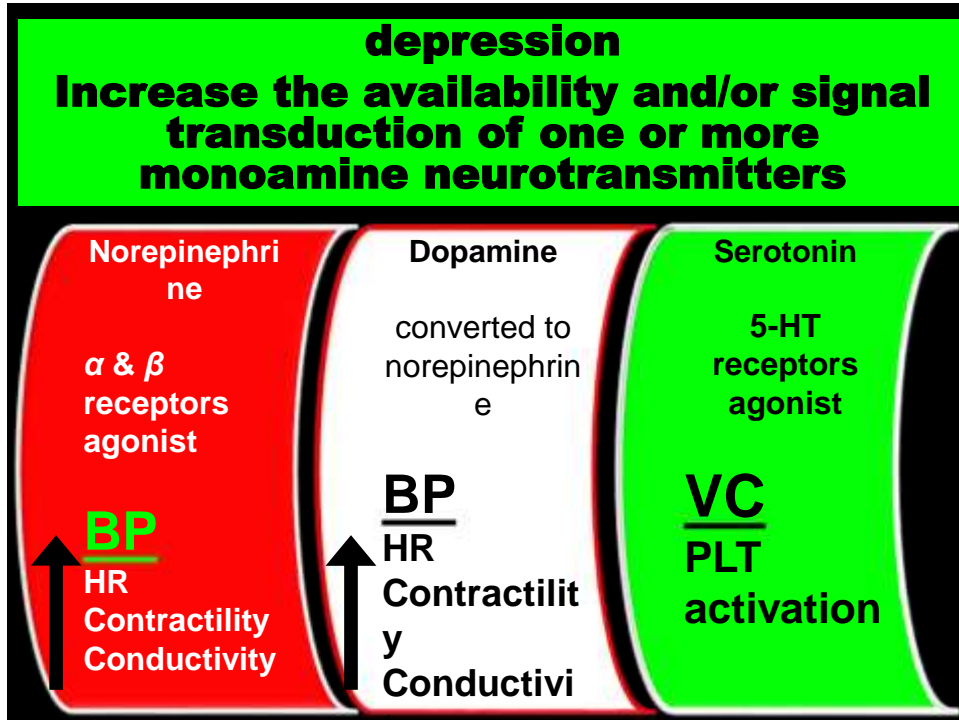 depression
Increase the availability and/or signal
transduction of one or more
monoamine neurotransmitters
Norepinephri
ne
α & β
receptors
agonist
BP
HR
Contractility
Conductivity
Dopamine
converted to
norepinephrin
e
BP
HR
Contractilit
y
Conductivi
Serotonin
5-HT
receptors
agonist
VC
PLT
activation